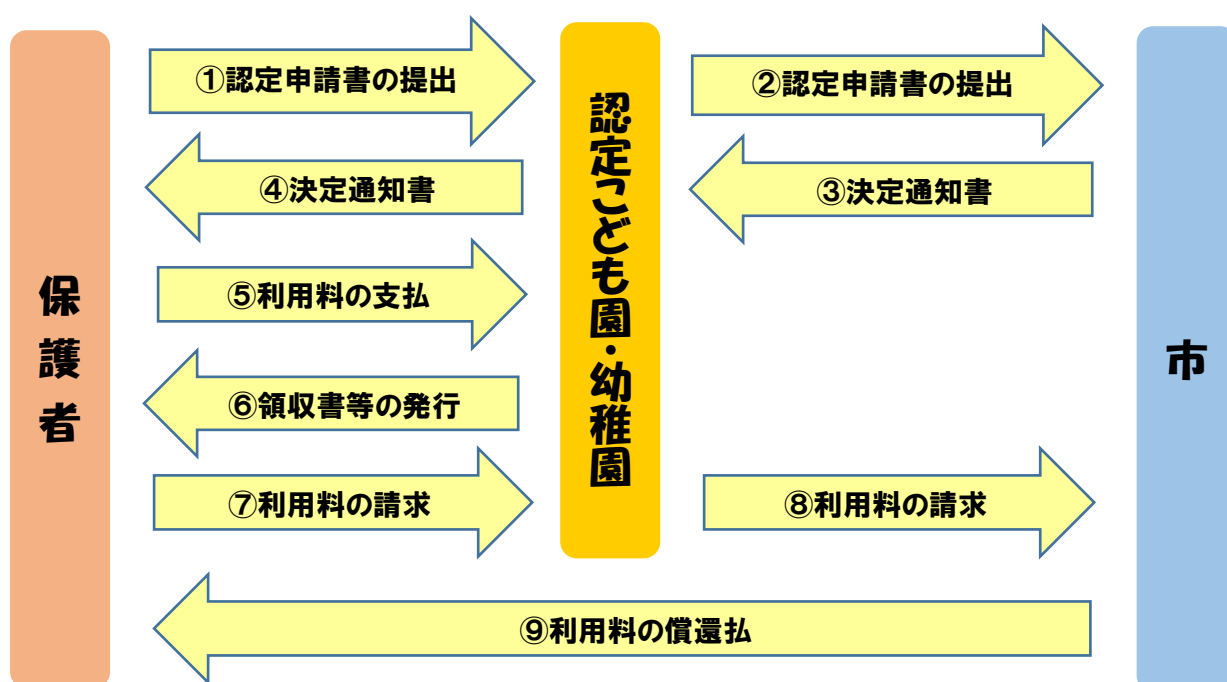 ①認定申請書の提出
②認定申請書の提出
④決定通知書
③決定通知書
⑤利用料の支払
⑥領収書等の発行
⑦利用料の請求
⑧利用料の請求
⑨利用料の償還払
保護者
認定こども園・幼稚園
市